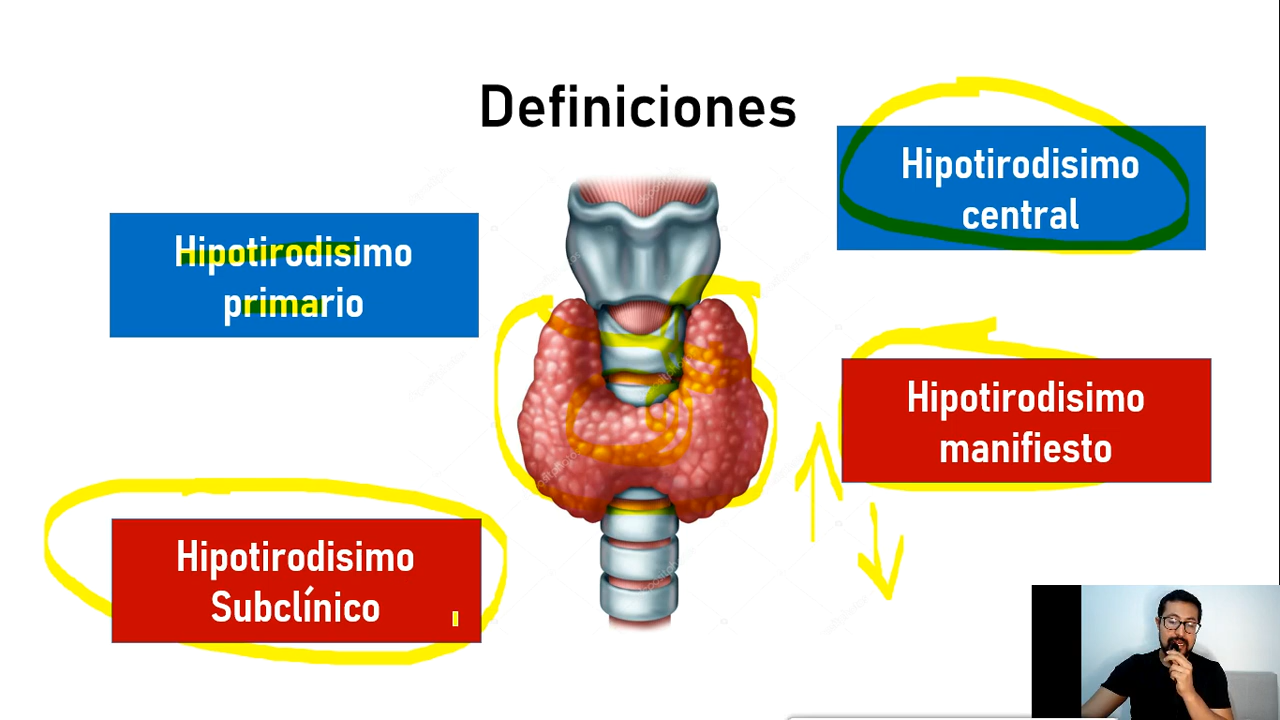 Definiciones
Hipotirodisimo
central
Hipotirodisimo
primario
Hipotirodisimo
manifiesto
Hipotirodisimo
Subclínico